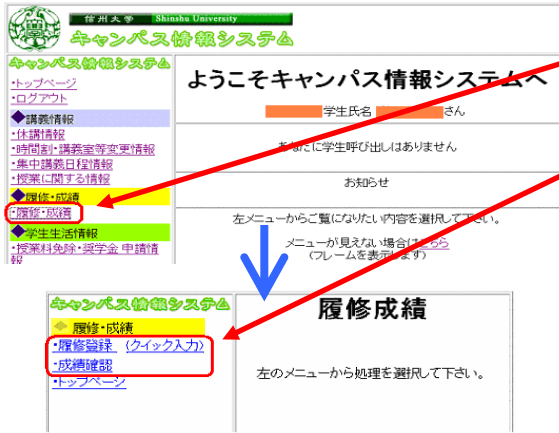 信州大学 Shinshu University
キャンパス情報システム
キャンパス情報システム
・トップページ
・ログアウト
◆講義情報
・休講情報
・時間割・講義室等変更情報
・集中講義日程情報
・授業に関する情報
◆履修・成績
・履修・成績
◆学生生活情報
・授業料免除・奨学金 申請情報
ようこそキャンパス情報システムへ
学生氏名 さん
あなたに学生呼び出しはありません
お知らせ
左メニューからご覧になりたい内容を選択して下さい。
メニューが見えない場合はこちら
(フレームを表示します)
キャンパス情報システム
◆ 履修・成績
・履修登録 (クイック入力)
・成績確認
・トップページ
履修成績
左のメニューから処理を選択して下さい。